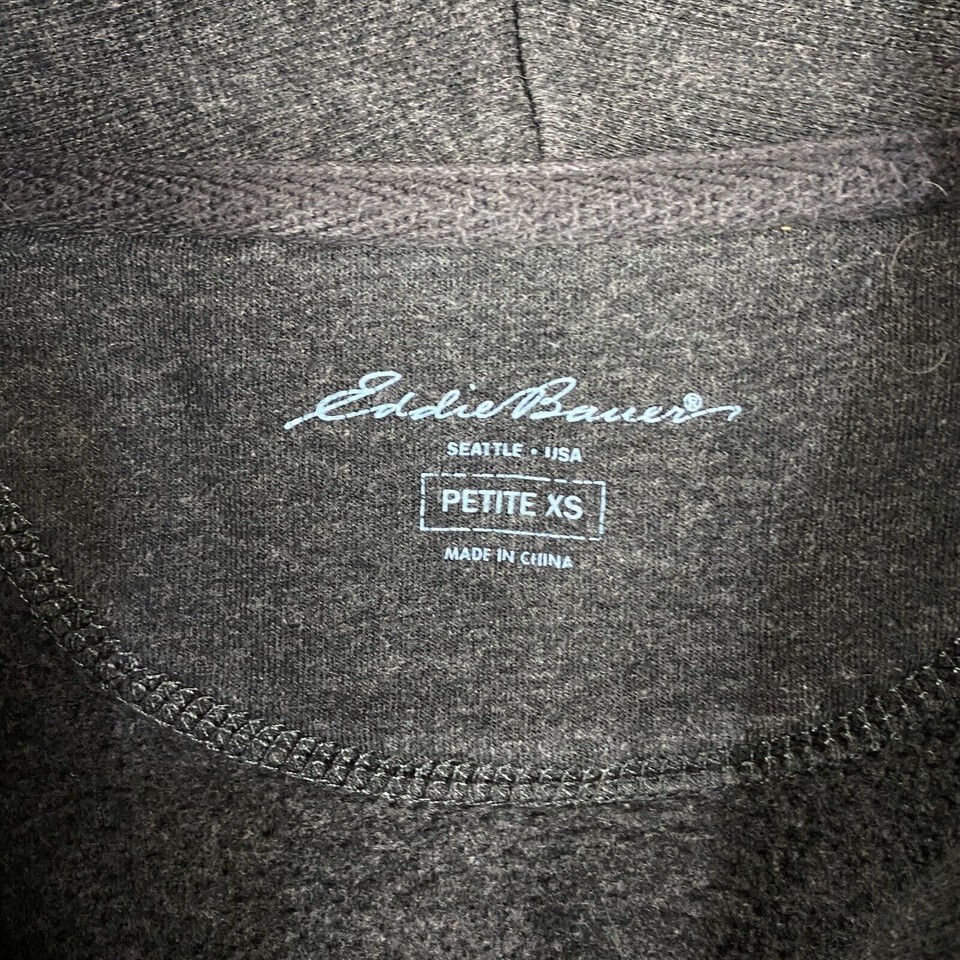 Eddie Bauer®
SEATTLE • USA
PETITE XS
MADE IN CHINA